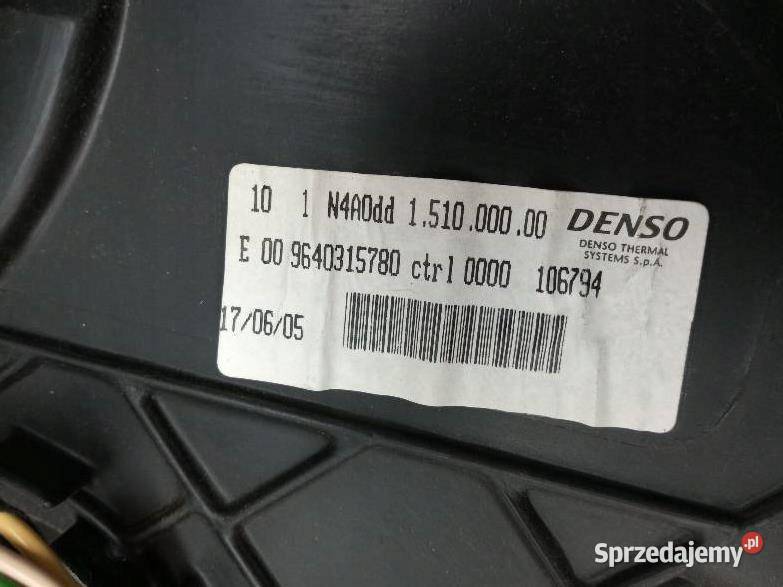 10 1 N4A0dd 1.510.000.00 DENSO
DENSO THERMAL
SYSTEMS S.p.A.
E 00 9640315780 ctrl 0000 106794
17/06/05
Sprzedajemy.pl